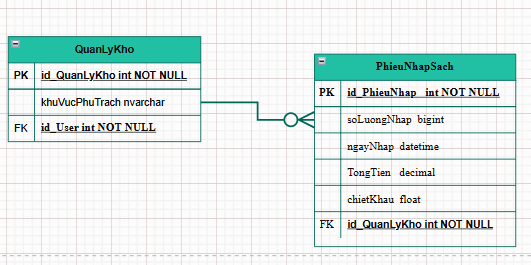 QuanLyKho
PK id_QuanLyKho int NOT NULL
khuVucPhuTrach nvarchar
FK id_User int NOT NULL
PhieuNhapSach
PK id_PhieuNhap int NOT NULL
soLuongNhap bigint
ngayNhap datetime
TongTien decimal
chietKhau float
FK id_QuanLyKho int NOT NULL